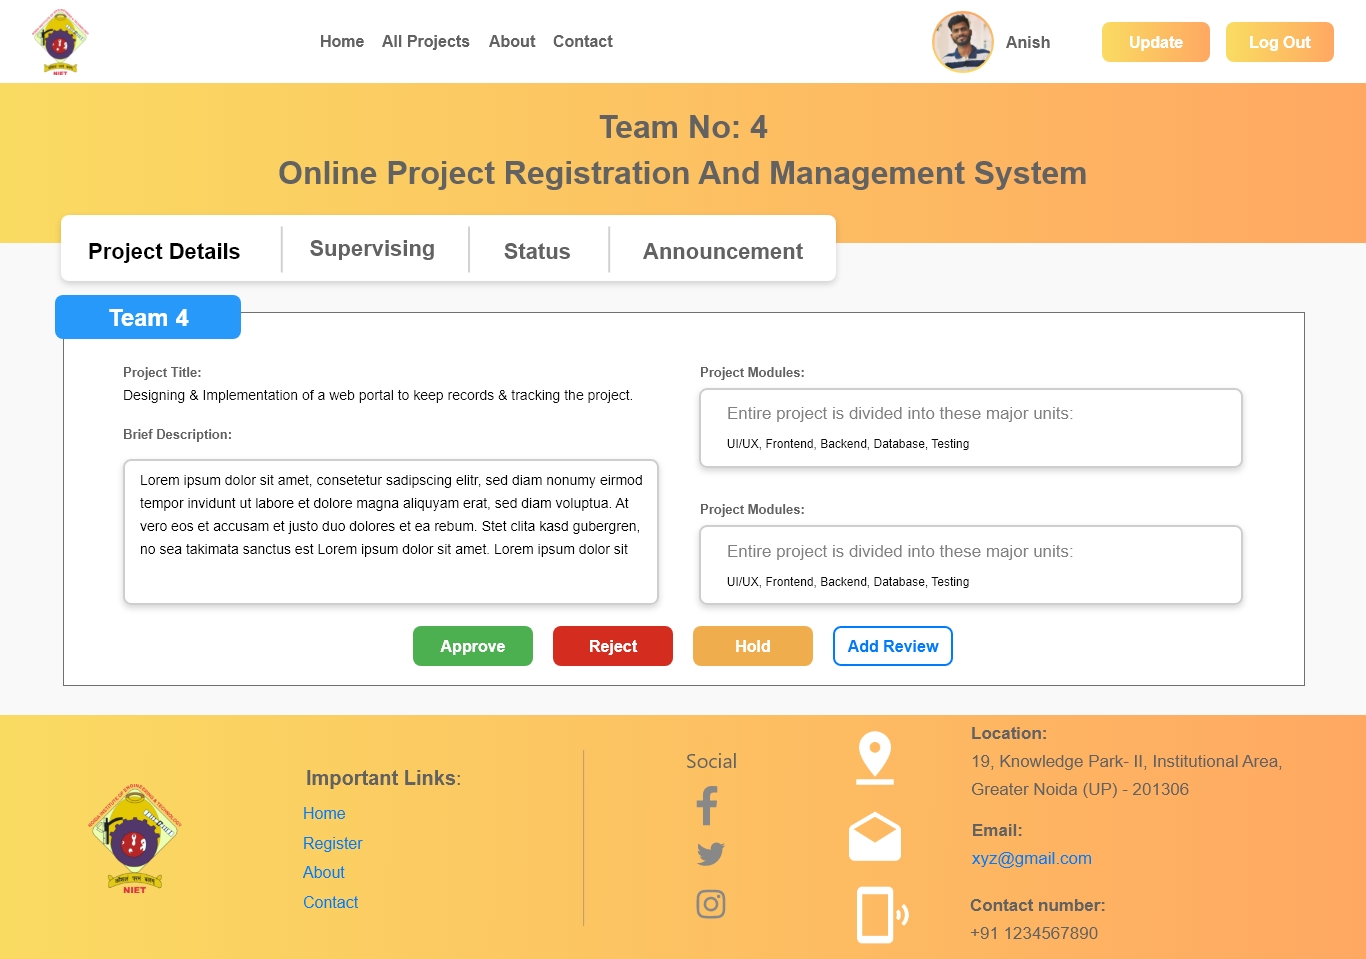 NIET
Home All Projects About Contact
Anish
Update
Log Out
Team No: 4
Online Project Registration And Management System
Project Details
Supervising
Status
Announcement
Team 4
Project Title:
Designing & Implementation of a web portal to keep records & tracking the project.
Brief Description:
Lorem ipsum dolor sit amet, consetetur sadipscing elitr, sed diam nonumy eirmod
tempor invidunt ut labore et dolore magna aliquyam erat, sed diam voluptua. At
vero eos et accusam et justo duo dolores et ea rebum. Stet clita kasd gubergren,
no sea takimata sanctus est Lorem ipsum dolor sit amet. Lorem ipsum dolor sit
Project Modules:
Entire project is divided into these major units:
UI/UX, Frontend, Backend, Database, Testing
Project Modules:
Entire project is divided into these major units:
UI/UX, Frontend, Backend, Database, Testing
Approve
Reject
Hold
Add Review
NOIDA INSTITUTE OF ENGINEERING & TECHNOLOGY
NIET
Important Links:
Home
Register
About
Contact
Social
Location:
19, Knowledge Park- II, Institutional Area,
Greater Noida (UP) - 201306
Email:
xyz@gmail.com
Contact number:
+91 1234567890